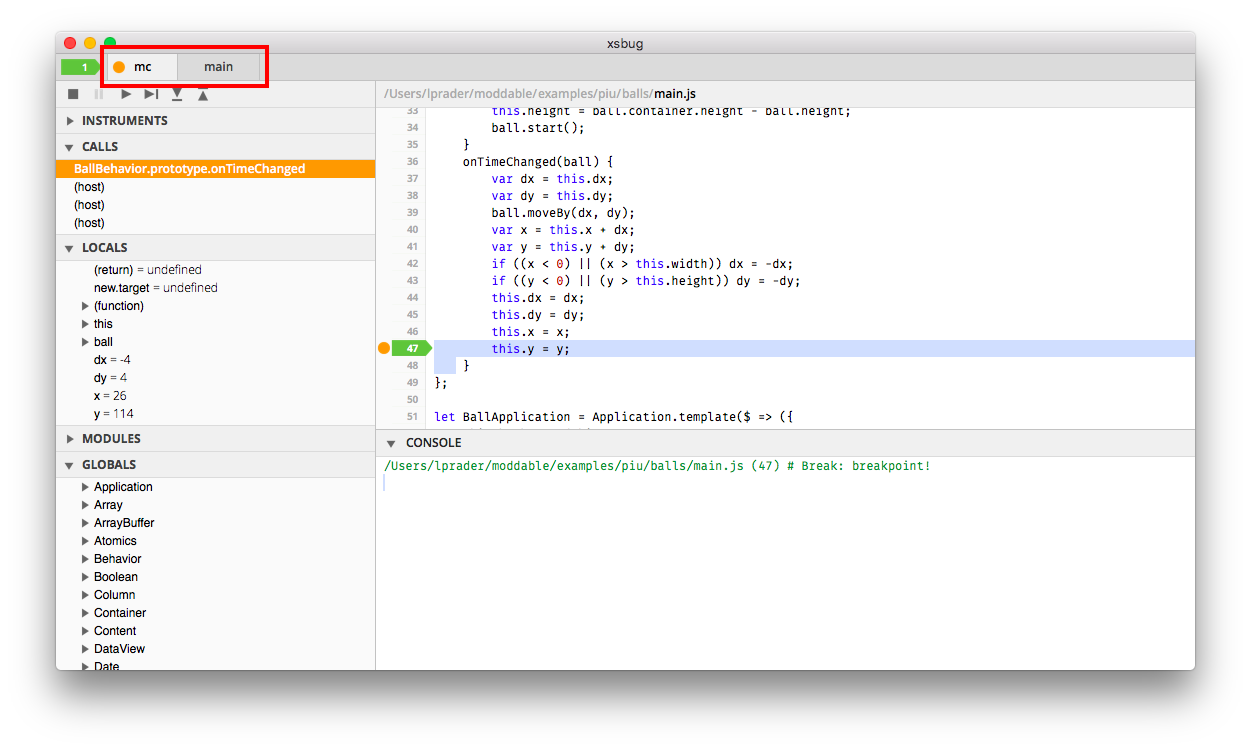 xsbug
1 mc main
/Users/lprader/moddable/examples/piu/balls/main.js
INSTRUMENTS
CALLS
BallBehavior.prototype.onTimeChanged
(host)
(host)
(host)
LOCALS
(return) = undefined
new.target = undefined
(function)
this
ball
dx = -4
dy = 4
x = 26
y = 114
MODULES
GLOBALS
Application
Array
ArrayBuffer
Atomics
Behavior
Boolean
Column
Container
Content
DataView
Date
33 this.height = ball.container.height - ball.height;
34 ball.start();
35 }
36 onTimeChanged(ball) {
37 var dx = this.dx;
38 var dy = this.dy;
39 ball.moveBy(dx, dy);
40 var x = this.x + dx;
41 var y = this.y + dy;
42 if ((x < 0) || (x > this.width)) dx = -dx;
43 if ((y < 0) || (y > this.height)) dy = -dy;
44 this.dx = dx;
45 this.dy = dy;
46 this.x = x;
47 this.y = y;
48 }
49 };
50
51 let BallApplication = Application.template($ => ({
CONSOLE
/Users/lprader/moddable/examples/piu/balls/main.js (47) # Break: breakpoint!